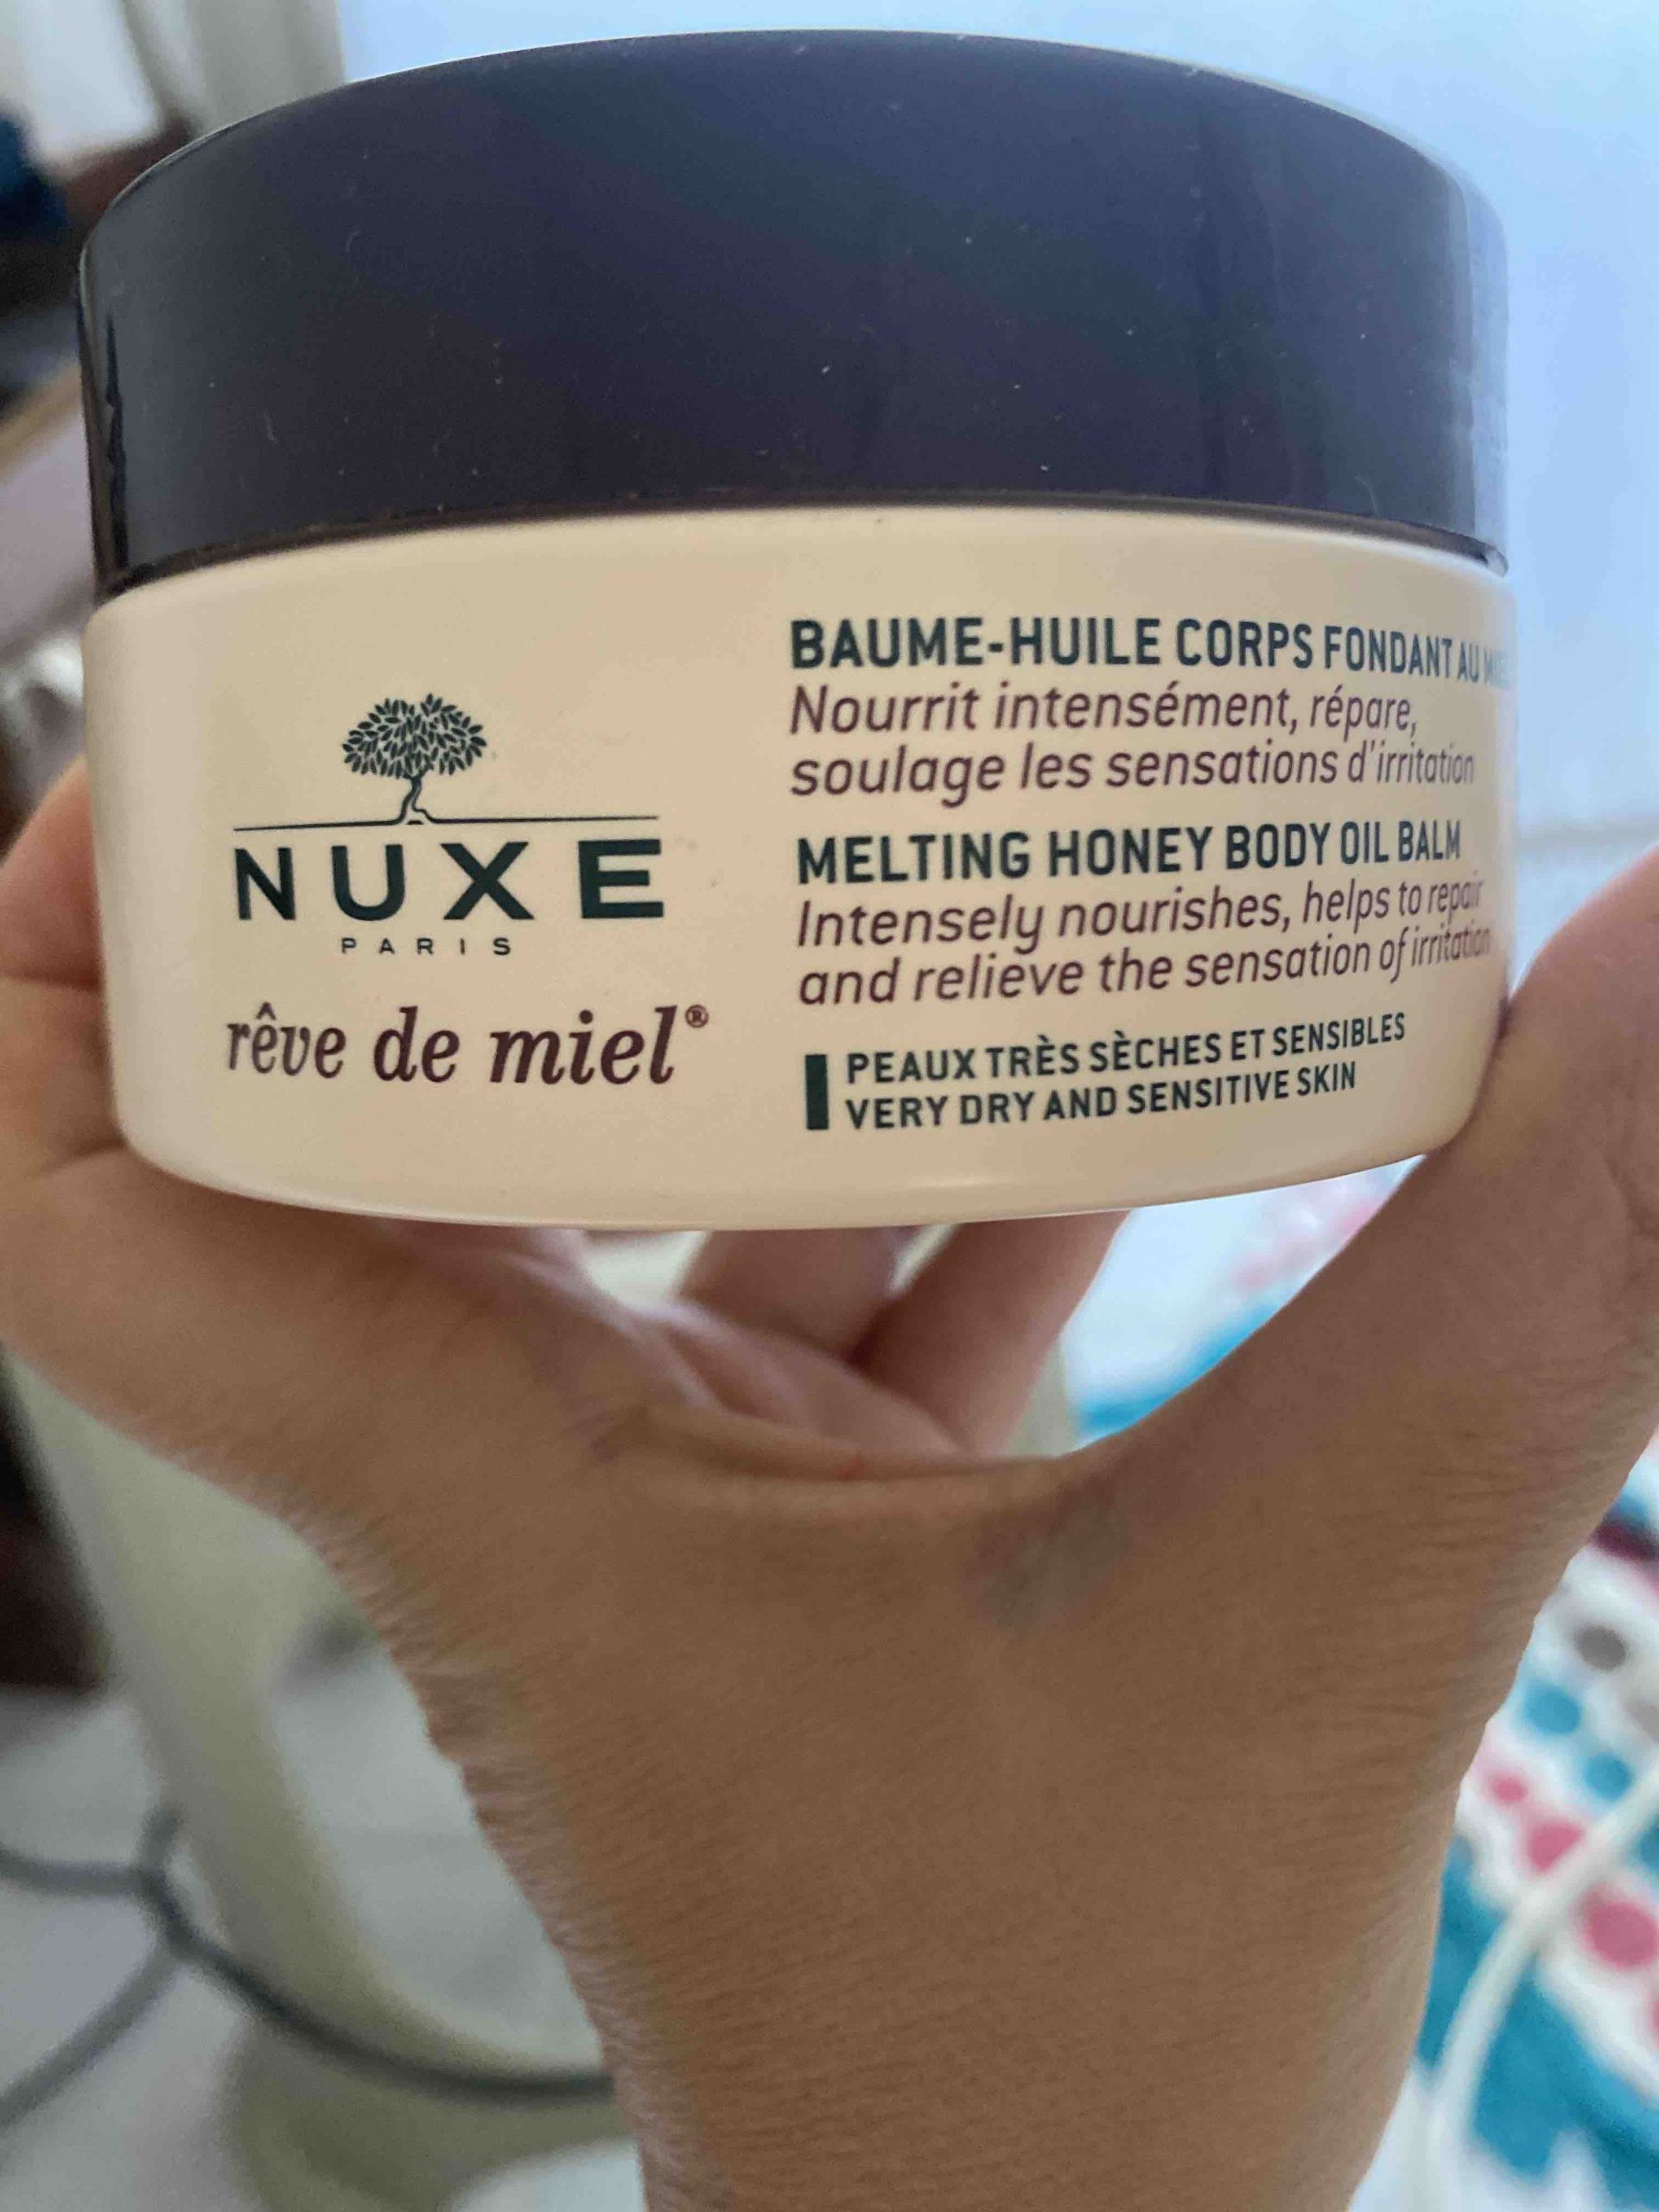 NUXE
PARIS
rêve de miel®
BAUME-HUILE CORPS FONDANT AU MIEL
Nourrit intensément, répare,
soulage les sensations d'irritation
MELTING HONEY BODY OIL BALM
Intensely nourishes, helps to repair
and relieve the sensation of irritation
PEAUX TRÈS SÈCHES ET SENSIBLES
VERY DRY AND SENSITIVE SKIN